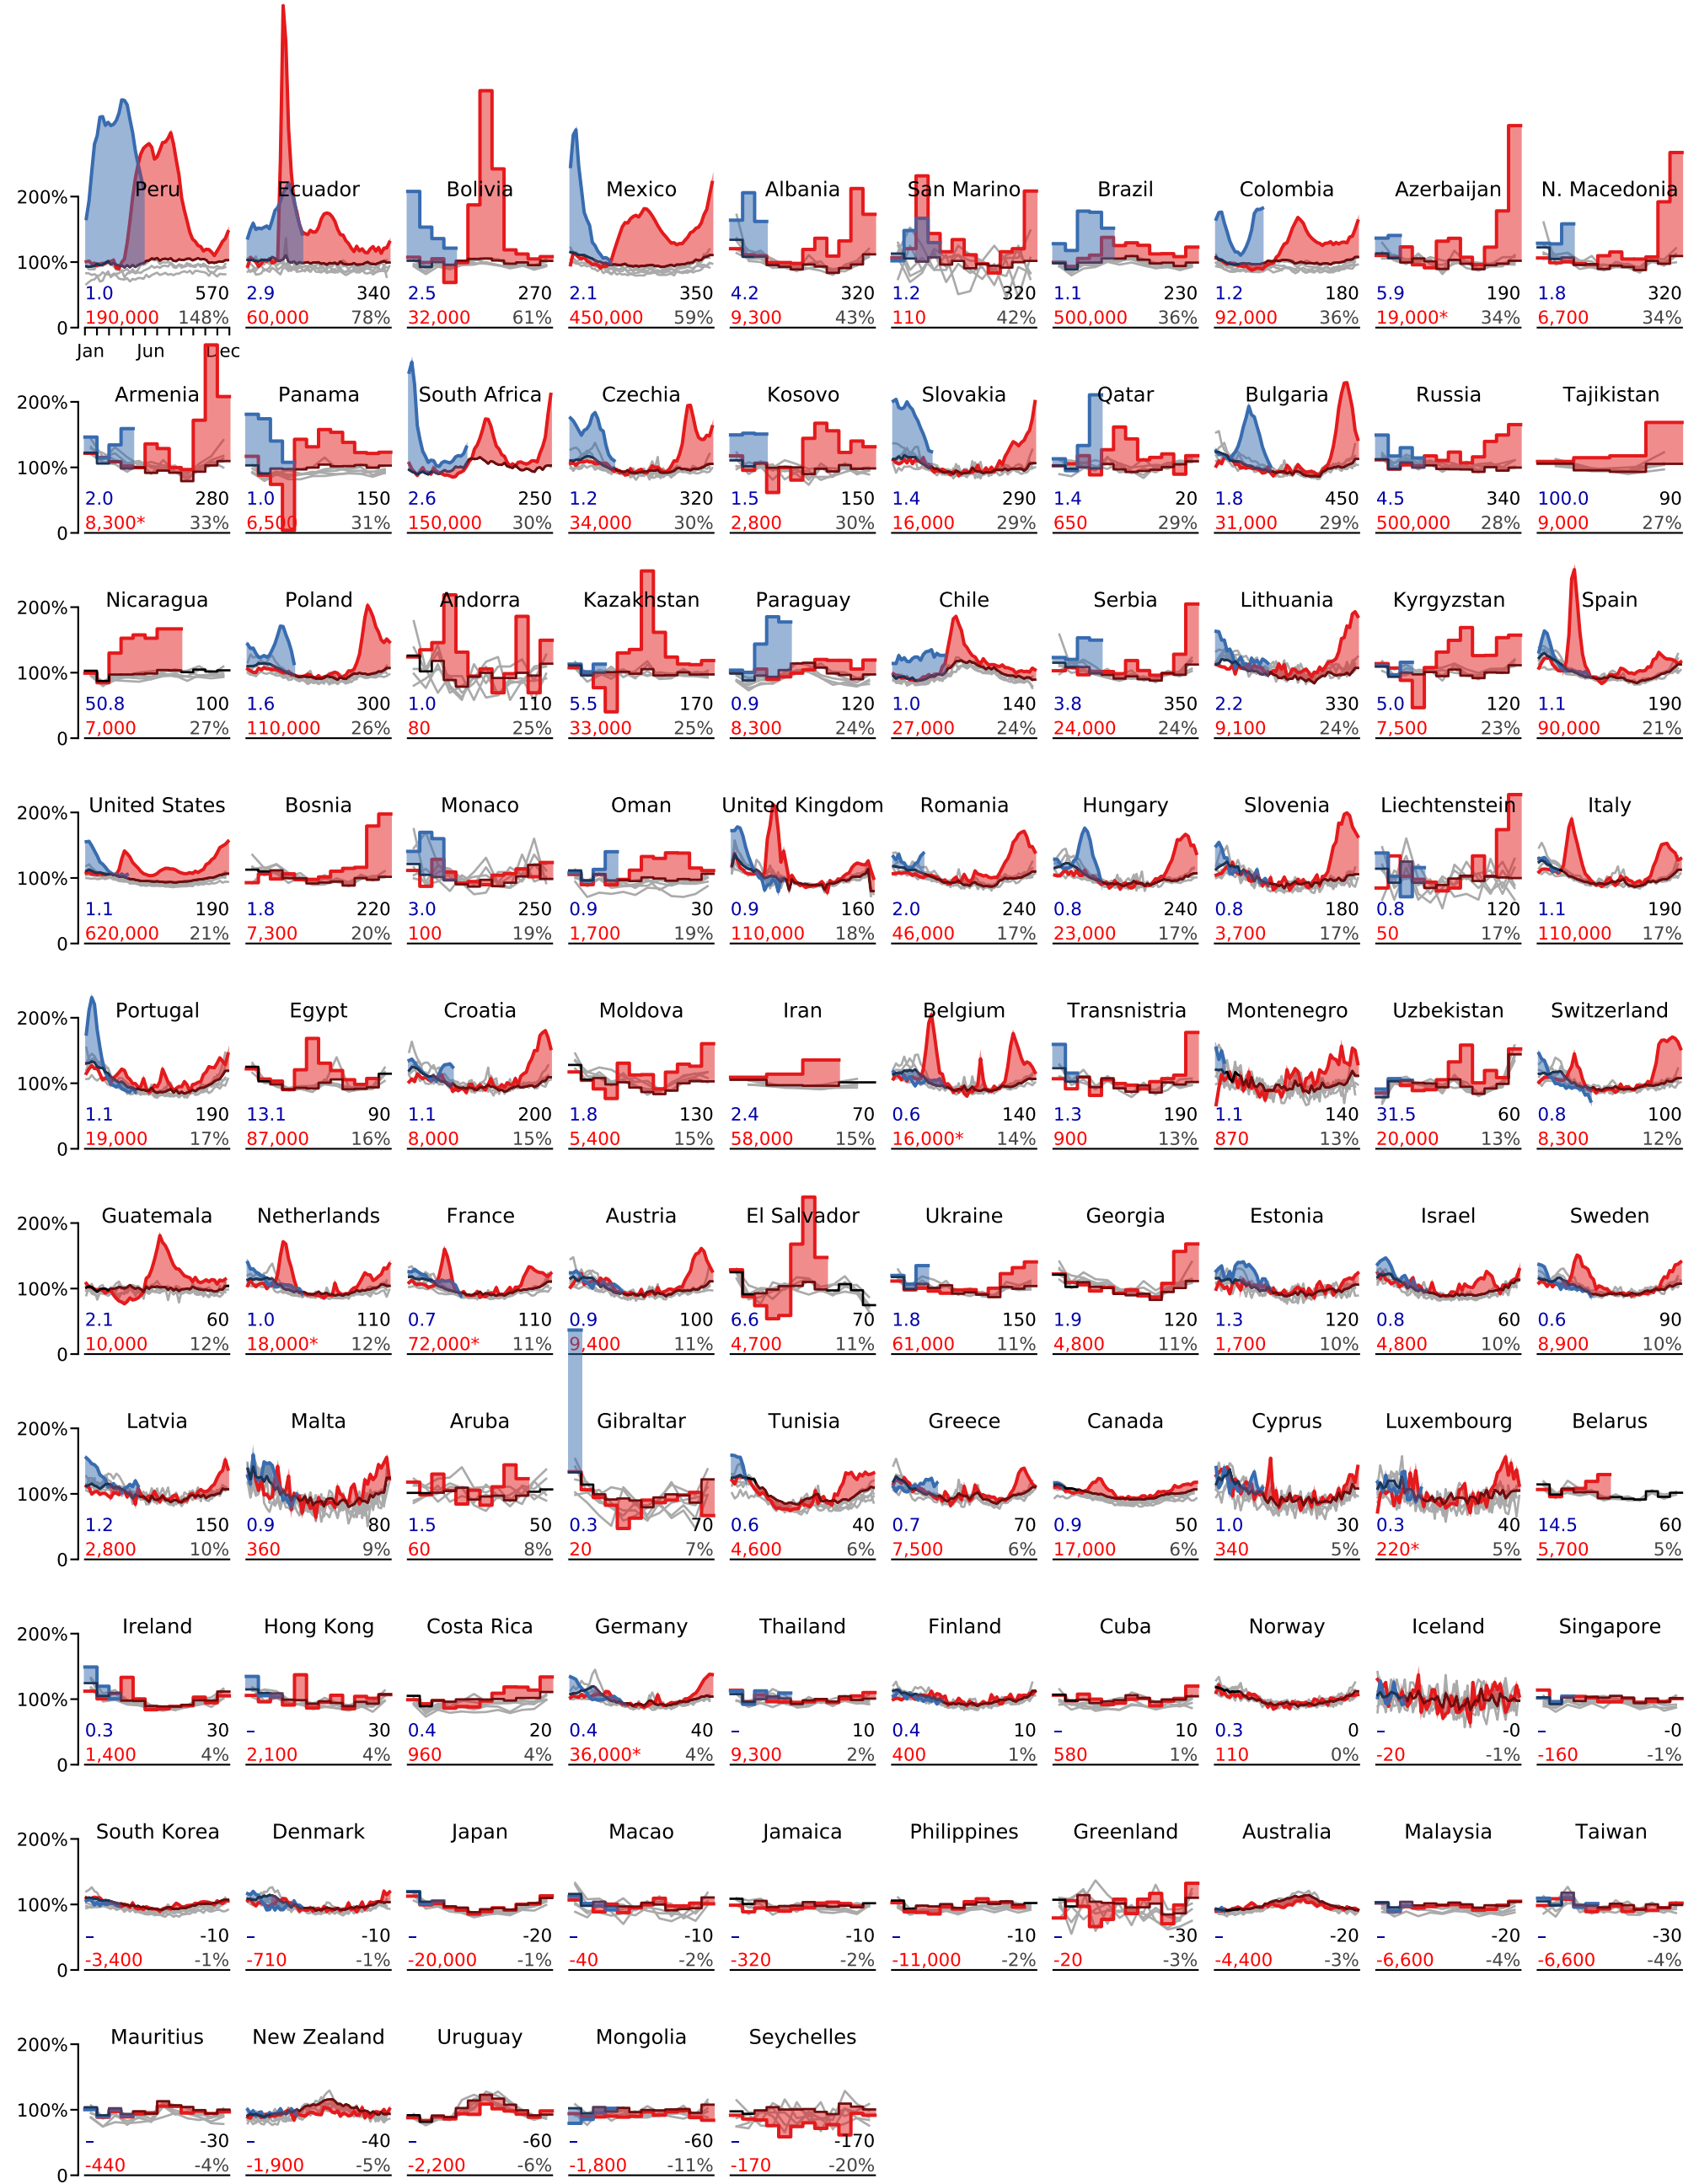 Peru Ecuador Bolivia Mexico Albania San Marino Brazil Colombia Azerbaijan N. Macedonia
200%
100%
1.0 570 2.9 340 2.5 270 2.1 350 4.2 320 1.2 320 1.1 230 1.2 180 5.9 190 1.8 320
190,000 148% 60,000 78% 32,000 61% 450,000 59% 9,300 43% 110 42% 500,000 36% 92,000 36% 19,000* 34% 6,700 34%
0
Jan Jun Dec
Armenia Panama South Africa Czechia Kosovo Slovakia Qatar Bulgaria Russia Tajikistan
200%
100%
2.0 280 1.0 150 2.6 250 1.2 320 1.5 150 1.4 290 1.4 20 1.8 450 4.5 340 100.0 90
8,300* 33% 6,500 31% 150,000 30% 34,000 30% 2,800 30% 16,000 29% 650 29% 31,000 29% 500,000 28% 9,000 27%
0
Nicaragua Poland Andorra Kazakhstan Paraguay Chile Serbia Lithuania Kyrgyzstan Spain
200%
100%
50.8 100 1.6 300 1.0 110 5.5 170 0.9 120 1.0 140 3.8 350 2.2 330 5.0 120 1.1 190
7,000 27% 110,000 26% 80 25% 33,000 25% 8,300 24% 27,000 24% 24,000 24% 9,100 24% 7,500 23% 90,000 21%
0
United States Bosnia Monaco Oman United Kingdom Romania Hungary Slovenia Liechtenstein Italy
200%
100%
1.1 190 1.8 220 3.0 250 0.9 30 0.9 160 2.0 240 0.8 240 0.8 180 0.8 120 1.1 190
620,000 21% 7,300 20% 100 19% 1,700 19% 110,000 18% 46,000 17% 23,000 17% 3,700 17% 50 17% 110,000 17%
0
Portugal Egypt Croatia Moldova Iran Belgium Transnistria Montenegro Uzbekistan Switzerland
200%
100%
1.1 190 13.1 90 1.1 200 1.8 130 2.4 70 0.6 140 1.3 190 1.1 140 31.5 60 0.8 100
19,000 17% 87,000 16% 8,000 15% 5,400 15% 58,000 15% 16,000* 14% 900 13% 870 13% 20,000 13% 8,300 12%
0
Guatemala Netherlands France Austria El Salvador Ukraine Georgia Estonia Israel Sweden
200%
100%
2.1 60 1.0 110 0.7 110 0.9 100 6.6 70 1.8 150 1.9 120 1.3 120 0.8 60 0.6 90
10,000 12% 18,000* 12% 72,000* 11% 9,400 11% 4,700 11% 61,000 11% 4,800 11% 1,700 10% 4,800 10% 8,900 10%
0
Latvia Malta Aruba Gibraltar Tunisia Greece Canada Cyprus Luxembourg Belarus
200%
100%
1.2 150 0.9 80 1.5 50 0.3 70 0.6 40 0.7 70 0.9 50 1.0 30 0.3 40 14.5 60
2,800 10% 360 9% 60 8% 20 7% 4,600 6% 7,500 6% 17,000 6% 340 5% 220* 5% 5,700 5%
0
Ireland Hong Kong Costa Rica Germany Thailand Finland Cuba Norway Iceland Singapore
200%
100%
0.3 30 – 30 0.4 20 0.4 40 – 10 0.4 10 – 10 0.3 0 – -0 – -0
1,400 4% 2,100 4% 960 4% 36,000* 4% 9,300 2% 400 1% 580 1% 110 0% -20 -1% -160 -1%
0
South Korea Denmark Japan Macao Jamaica Philippines Greenland Australia Malaysia Taiwan
200%
100%
– -10 – -10 – -20 – -10 – -10 – -10 – -30 – -20 – -20 – -30
-3,400 -1% -710 -1% -20,000 -1% -40 -2% -320 -2% -11,000 -2% -20 -3% -4,400 -3% -6,600 -4% -6,600 -4%
0
Mauritius New Zealand Uruguay Mongolia Seychelles
200%
100%
– -30 – -40 – -60 – -60 – -170
-440 -4% -1,900 -5% -2,200 -6% -1,800 -11% -170 -20%
0